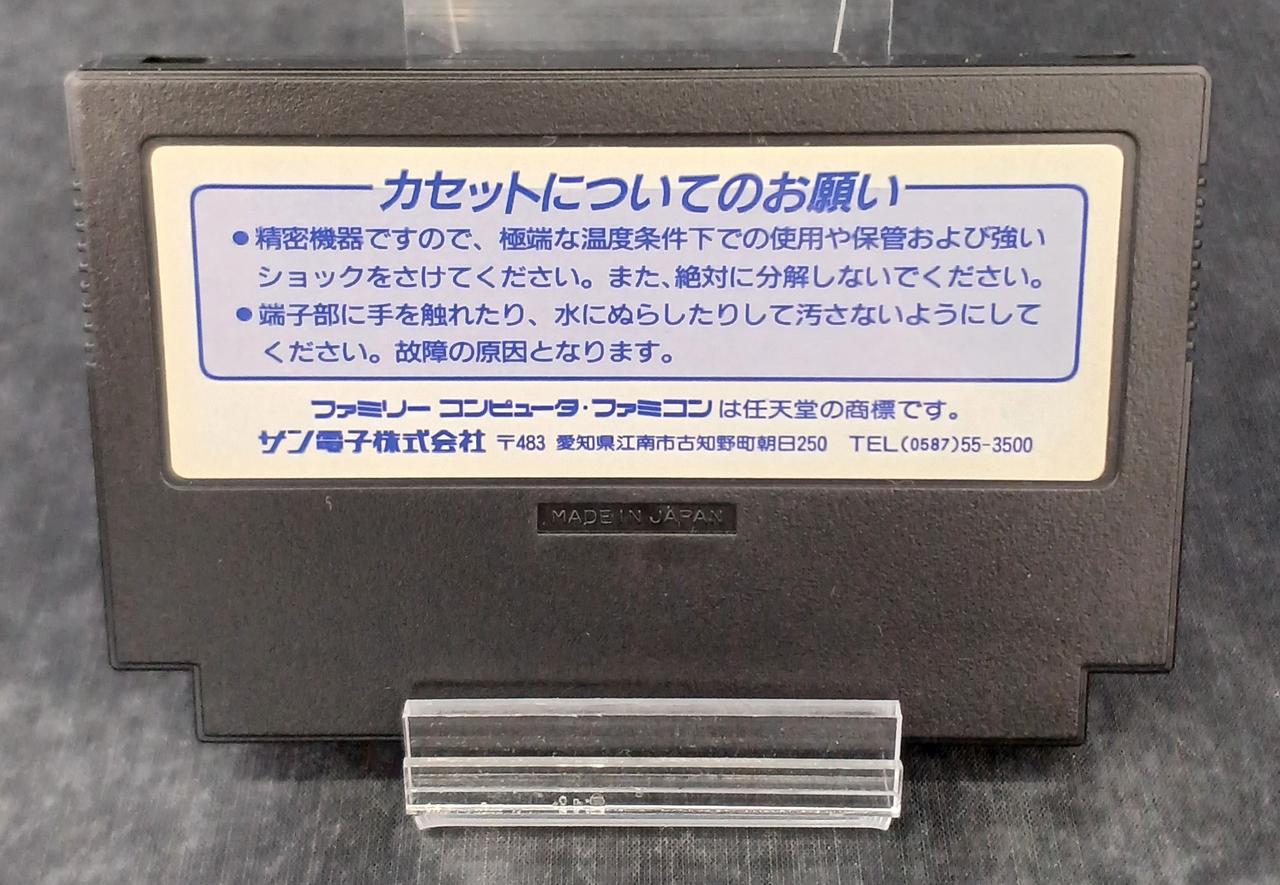 カセットについてのお願い
●精密機器ですので、極端な温度条件下での使用や保管および強い
ショックをさけてください。また、絶対に分解しないでください。
●端子部に手を触れたり、水にぬらしたりして汚さないようにして
ください。故障の原因となります。
ファミリー コンピュータ・ファミコンは任天堂の商標です。
サン電子株式会社 〒483 愛知県江南市古知野町朝日250 TEL(0587)55-3500
MADE IN JAPAN